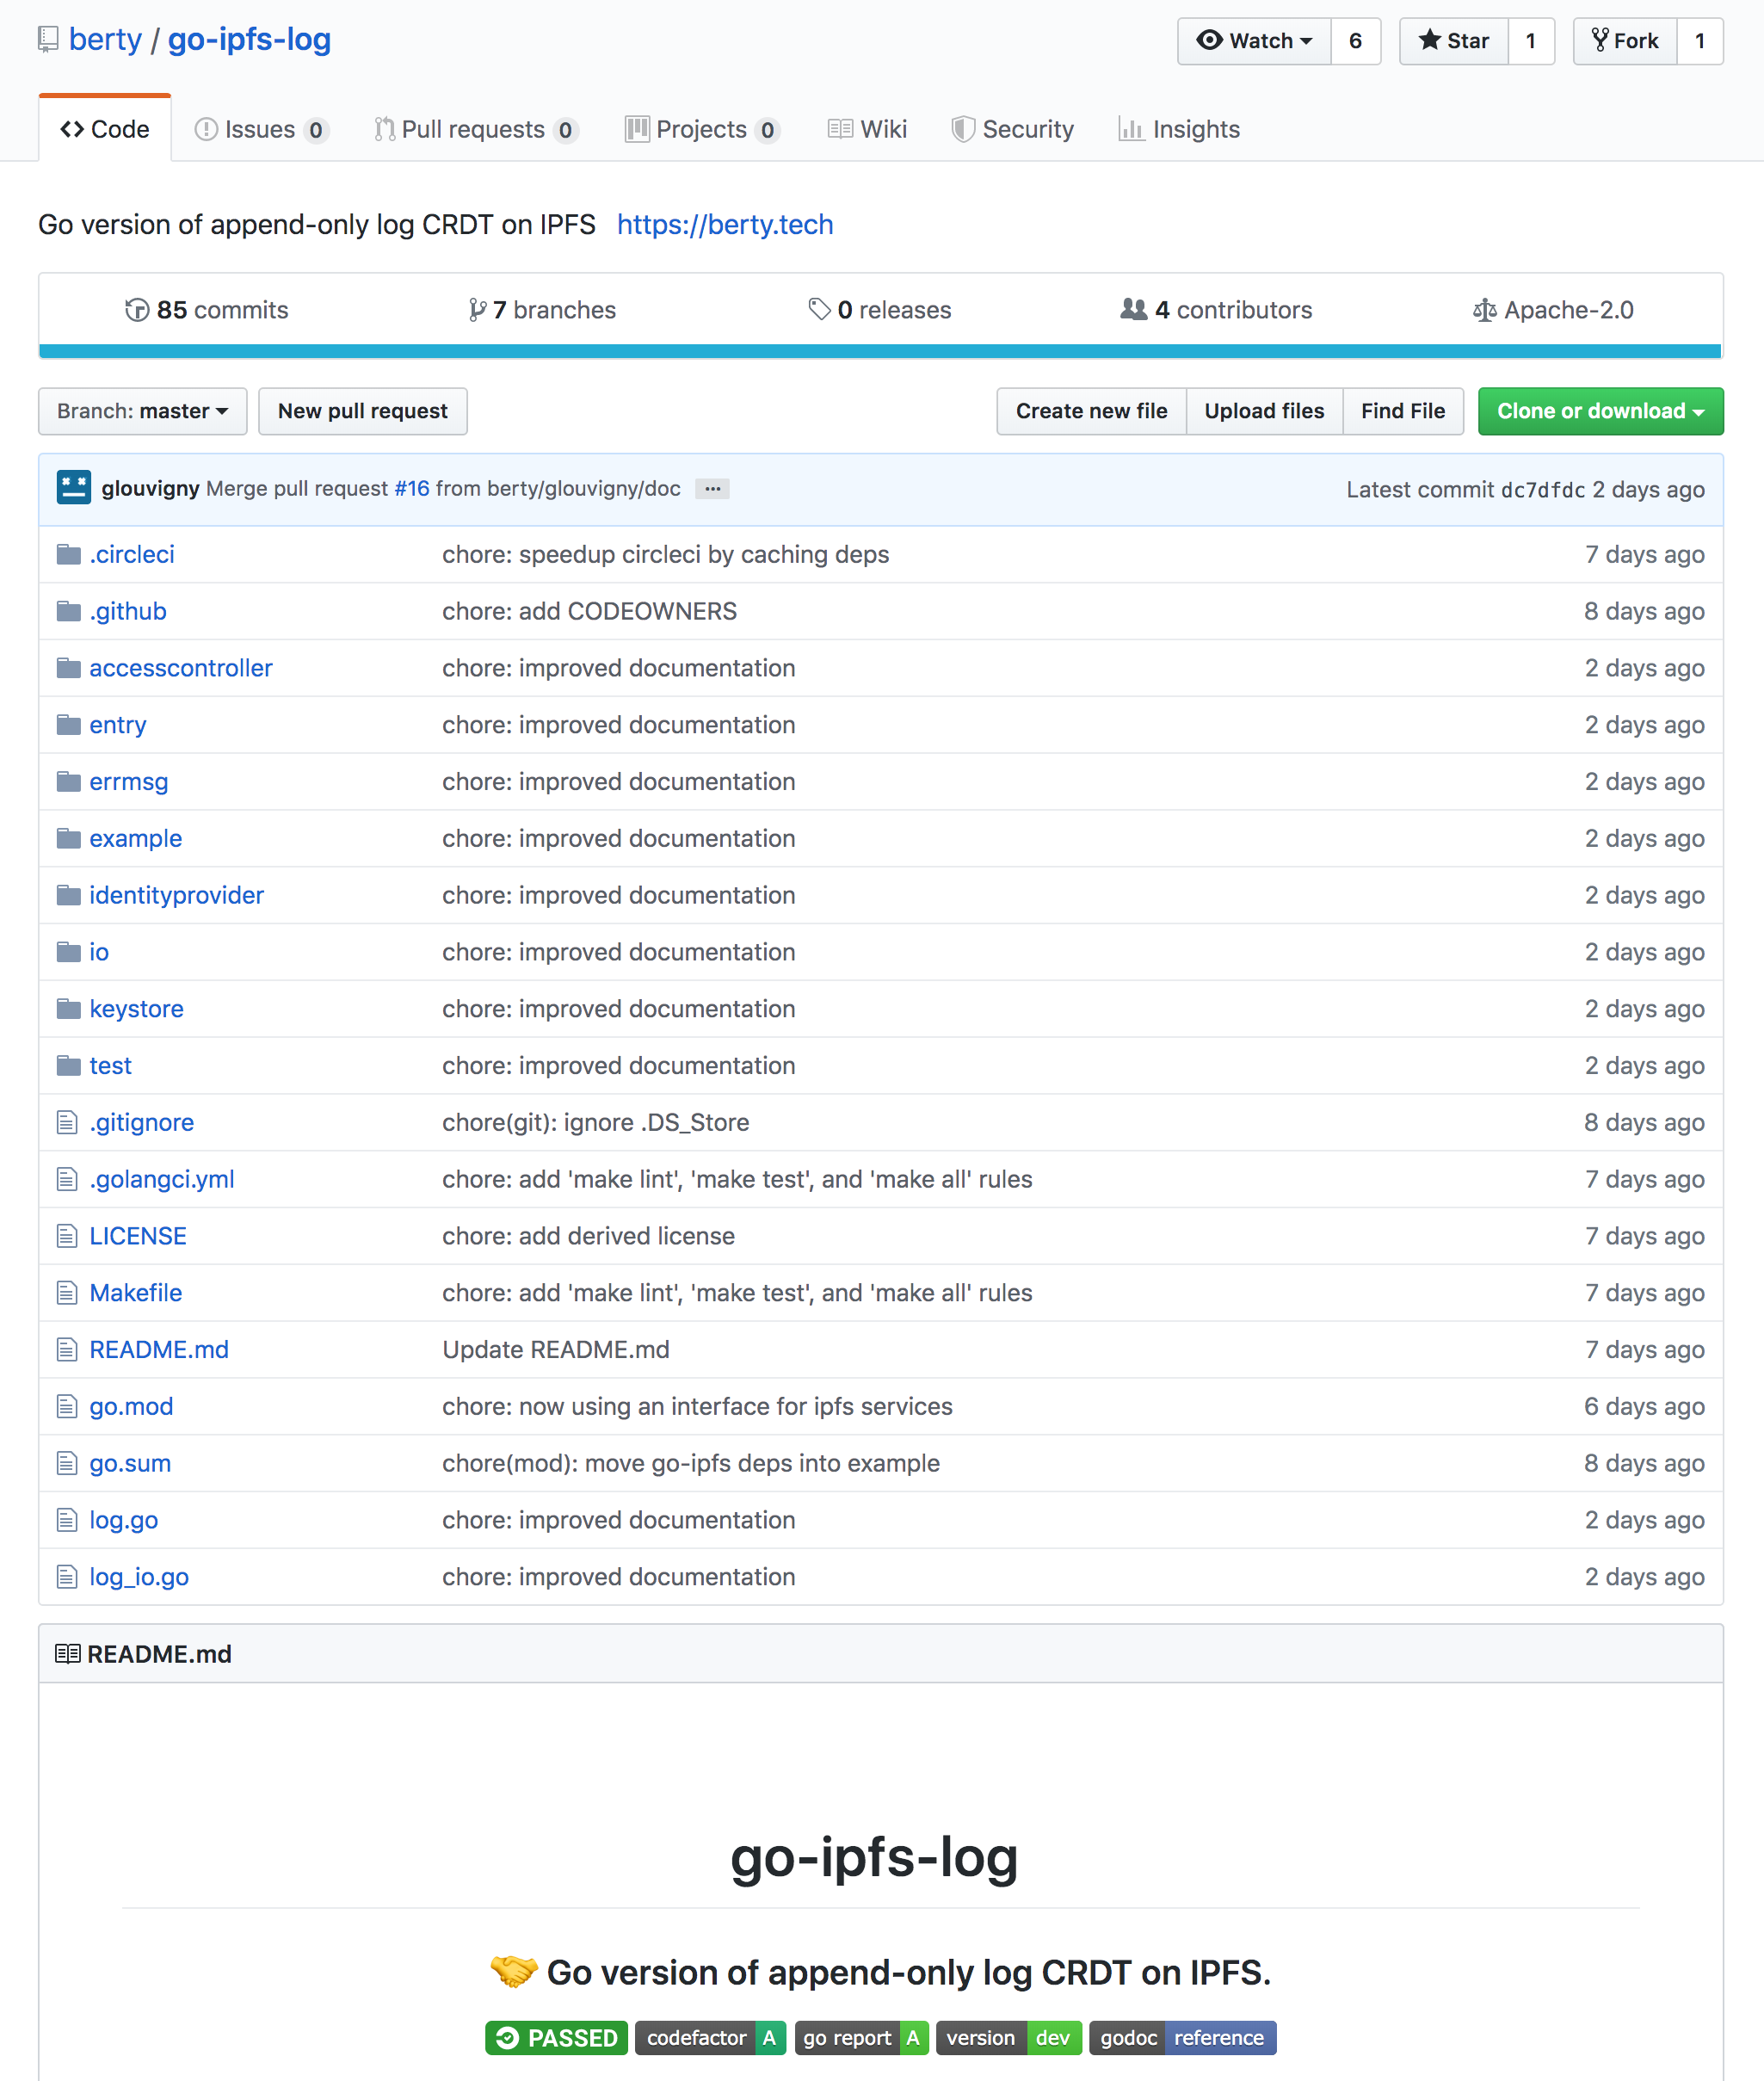 berty / go-ipfs-log Watch 6 Star 1 Fork 1
Code Issues 0 Pull requests 0 Projects 0 Wiki Security Insights
Go version of append-only log CRDT on IPFS https://berty.tech
85 commits 7 branches 0 releases 4 contributors Apache-2.0
Branch: master New pull request Create new file Upload files Find File Clone or download
glouvigny Merge pull request #16 from berty/glouvigny/doc ... Latest commit dc7dfdc 2 days ago
.circleci chore: speedup circleci by caching deps 7 days ago
.github chore: add CODEOWNERS 8 days ago
accesscontroller chore: improved documentation 2 days ago
entry chore: improved documentation 2 days ago
errmsg chore: improved documentation 2 days ago
example chore: improved documentation 2 days ago
identityprovider chore: improved documentation 2 days ago
io chore: improved documentation 2 days ago
keystore chore: improved documentation 2 days ago
test chore: improved documentation 2 days ago
.gitignore chore(git): ignore .DS_Store 8 days ago
.golangci.yml chore: add 'make lint', 'make test', and 'make all' rules 7 days ago
LICENSE chore: add derived license 7 days ago
Makefile chore: add 'make lint', 'make test', and 'make all' rules 7 days ago
README.md Update README.md 7 days ago
go.mod chore: now using an interface for ipfs services 6 days ago
go.sum chore(mod): move go-ipfs deps into example 8 days ago
log.go chore: improved documentation 2 days ago
log_io.go chore: improved documentation 2 days ago
README.md
go-ipfs-log
🤝 Go version of append-only log CRDT on IPFS.
PASSED codefactor A go report A version dev godoc reference